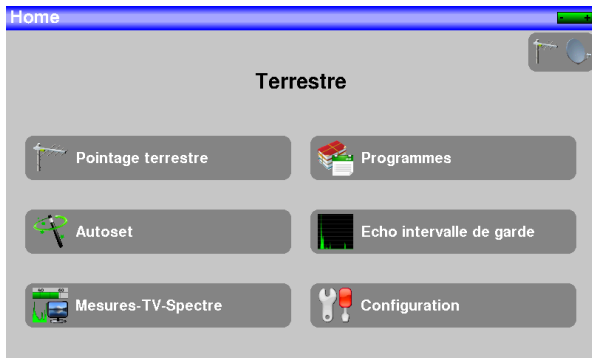 Home
Terrestre
Pointage terrestre
Programmes
Autoset
Echo intervalle de garde
Mesures-TV-Spectre
Configuration